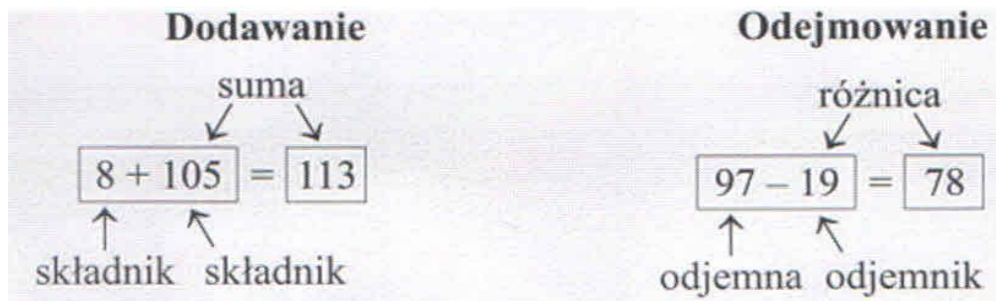 Dodawanie
suma
8 + 105 = 113
składnik składnik
Odejmowanie
różnica
97 – 19 = 78
odjemna odjemnik